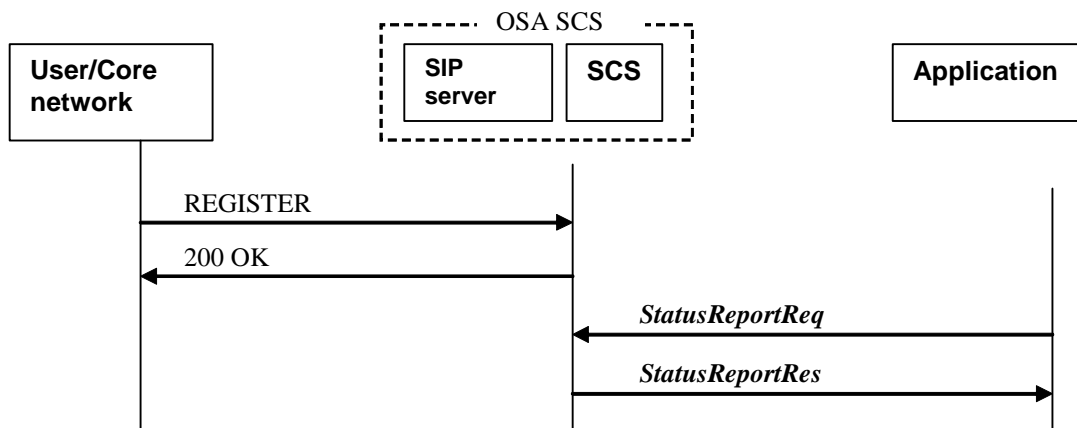 OSA SCS
User/Core
network
SIP
server
SCS
Application
REGISTER
200 OK
StatusReportReq
StatusReportRes